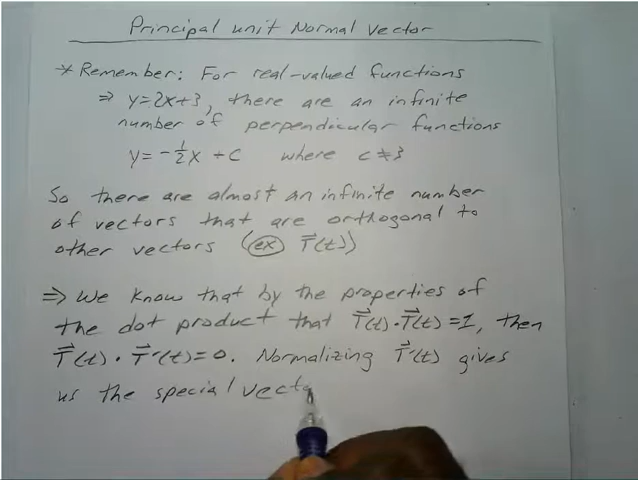 Principal unit Normal Vector
* Remember: For real-valued functions
⇒ y=2x+3, there are an infinite
number of perpendicular functions
y=-1/2x + c where c≠3
So there are almost an infinite number
of vectors that are orthogonal to
other vectors (ex T⃗(t))
⇒ We know that by the properties of
the dot product that T⃗(t)·T⃗(t)=1, then
T⃗(t)·T⃗'(t)=0. Normalizing T⃗'(t) gives
us the special vecto